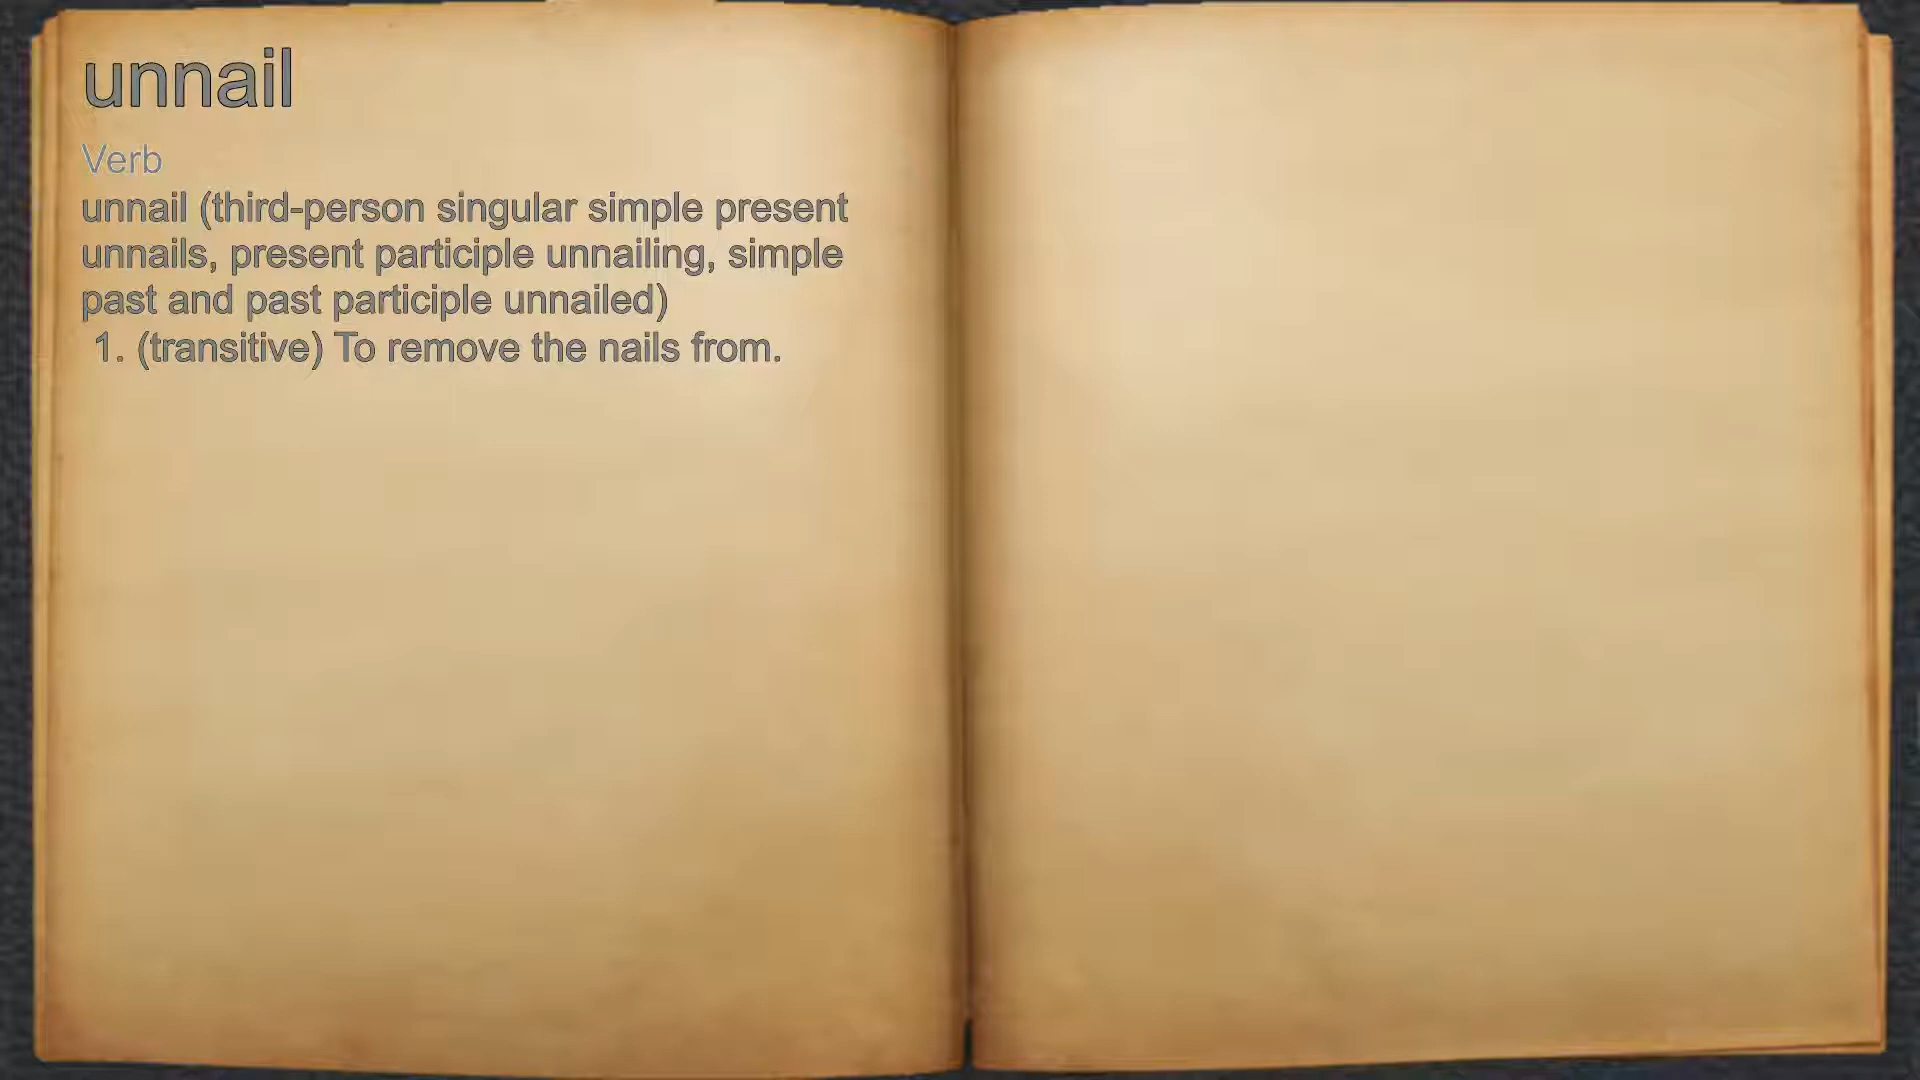 unnail
Verb
unnail (third-person singular simple present
unnails, present participle unnailing, simple
past and past participle unnailed)
1. (transitive) To remove the nails from.